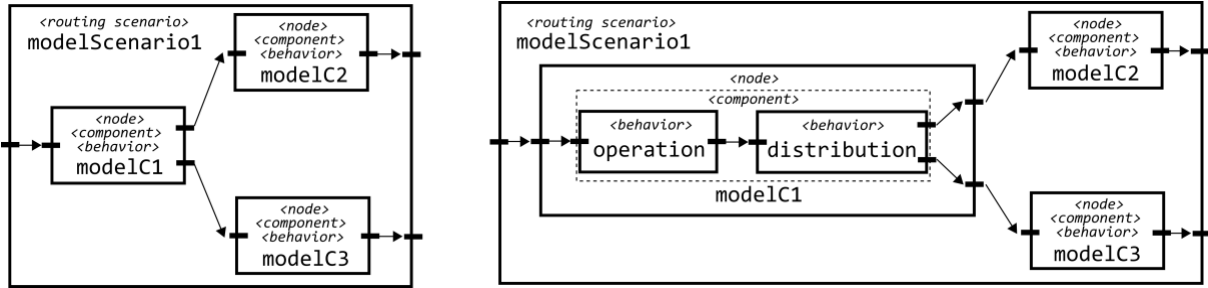 <routing scenario>
modelScenario1
<node>
<component>
<behavior>
modelC2
<node>
<component>
<behavior>
modelC1
<node>
<component>
<behavior>
modelC3
<routing scenario>
modelScenario1
<node>
<component>
<behavior>
operation
<behavior>
distribution
modelC1
<node>
<component>
<behavior>
modelC2
<node>
<component>
<behavior>
modelC3